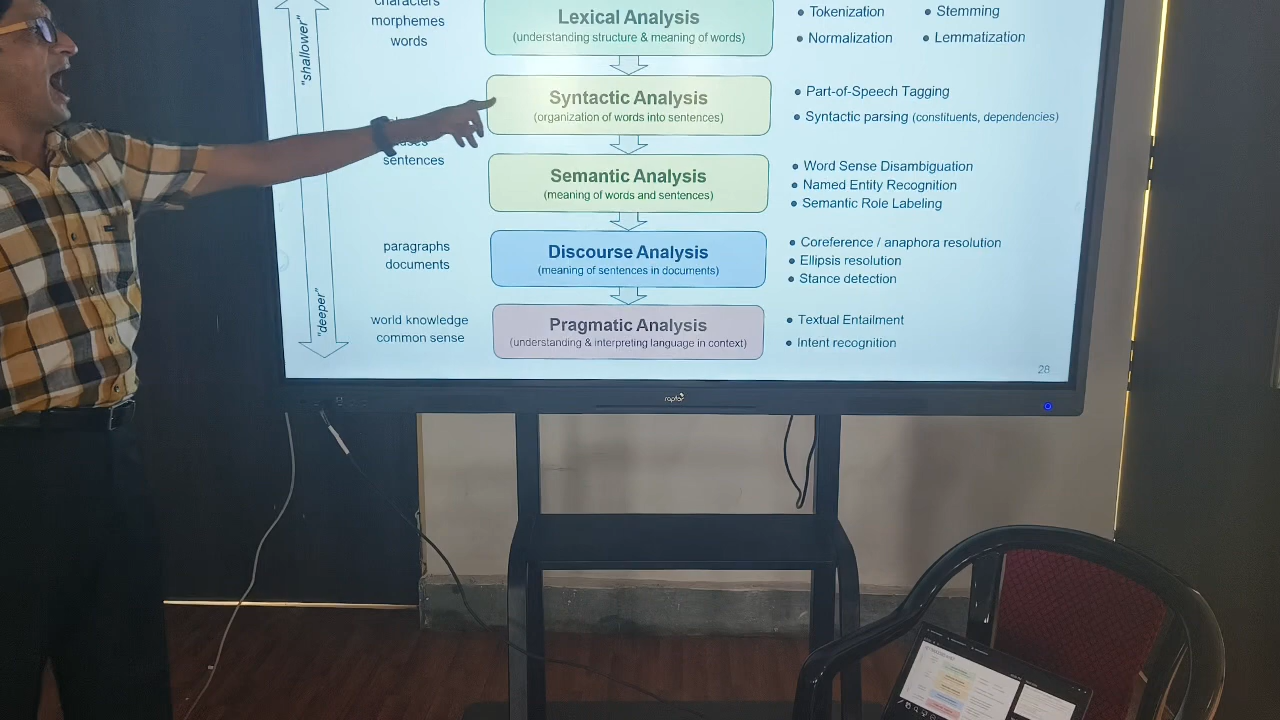 characters
morphemes
words
"shallower"
Lexical Analysis
(understanding structure & meaning of words)
• Tokenization • Stemming
• Normalization • Lemmatization
Syntactic Analysis
(organization of words into sentences)
• Part-of-Speech Tagging
• Syntactic parsing (constituents, dependencies)
sentences
Semantic Analysis
(meaning of words and sentences)
• Word Sense Disambiguation
• Named Entity Recognition
• Semantic Role Labeling
paragraphs
documents
Discourse Analysis
(meaning of sentences in documents)
• Coreference / anaphora resolution
• Ellipsis resolution
• Stance detection
"deeper"
world knowledge
common sense
Pragmatic Analysis
(understanding & interpreting language in context)
• Textual Entailment
• Intent recognition
28
raptor